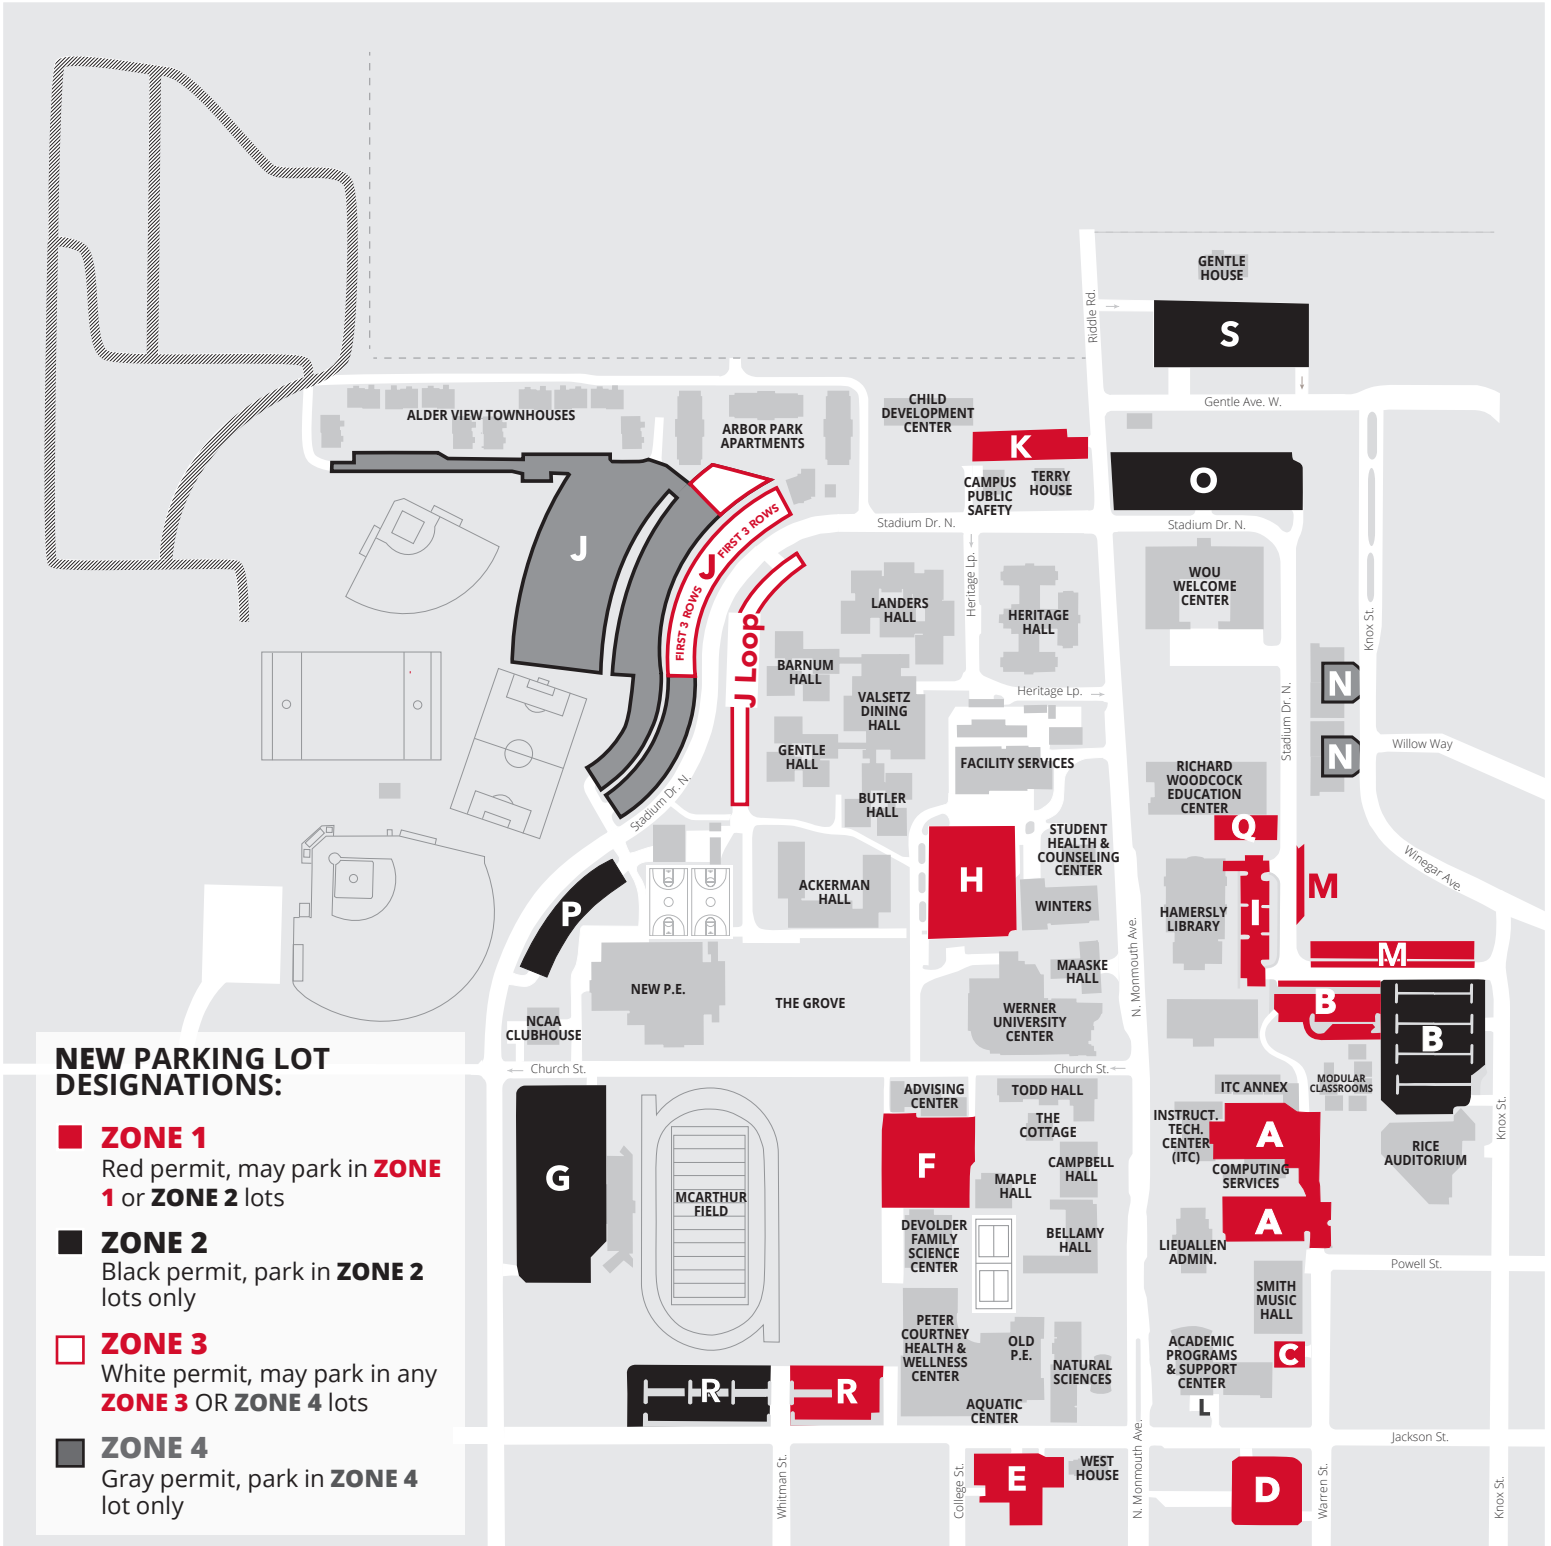 GENTLE
HOUSE
Riddle Rd.
S
Gentle Ave. W.
ALDER VIEW TOWNHOUSES
ARBOR PARK
APARTMENTS
CHILD
DEVELOPMENT
CENTER
K
CAMPUS
PUBLIC
SAFETY
TERRY
HOUSE
O
Stadium Dr. N.
Stadium Dr. N.
J
J
FIRST 3 ROWS
FIRST 3 ROWS
J Loop
Stadium Dr. N.
Heritage Lp.
LANDERS
HALL
HERITAGE
HALL
WOU
WELCOME
CENTER
Knox St.
BARNUM
HALL
VALSETZ
DINING
HALL
Heritage Lp.
Stadium Dr. N.
N
N
Willow Way
GENTLE
HALL
FACILITY SERVICES
RICHARD
WOODCOCK
EDUCATION
CENTER
BUTLER
HALL
Q
STUDENT
HEALTH &
COUNSELING
CENTER
Winegar Ave.
H
ACKERMAN
HALL
WINTERS
P
HAMERSLY
LIBRARY
I
M
M
N. Monmouth Ave.
MAASKE
HALL
NEW P.E.
THE GROVE
WERNER
UNIVERSITY
CENTER
B
B
NCAA
CLUBHOUSE
Church St.
Church St.
ADVISING
CENTER
TODD HALL
ITC ANNEX
MODULAR
CLASSROOMS
Knox St.
THE
COTTAGE
INSTRUCT.
TECH.
CENTER
(ITC)
A
COMPUTING
SERVICES
RICE
AUDITORIUM
G
F
CAMPBELL
HALL
MAPLE
HALL
MCARTHUR
FIELD
A
DEVOLDER
FAMILY
SCIENCE
CENTER
BELLAMY
HALL
LIEUALLEN
ADMIN.
Powell St.
SMITH
MUSIC
HALL
PETER
COURTNEY
HEALTH &
WELLNESS
CENTER
OLD
P.E.
NATURAL
SCIENCES
ACADEMIC
PROGRAMS
& SUPPORT
CENTER
C
R
R
AQUATIC
CENTER
L
Jackson St.
N. Monmouth Ave.
Whitman St.
College St.
E
WEST
HOUSE
D
Warren St.
Knox St.
NEW PARKING LOT
DESIGNATIONS:
ZONE 1
Red permit, may park in ZONE
1 or ZONE 2 lots
ZONE 2
Black permit, park in ZONE 2
lots only
ZONE 3
White permit, may park in any
ZONE 3 OR ZONE 4 lots
ZONE 4
Gray permit, park in ZONE 4
lot only